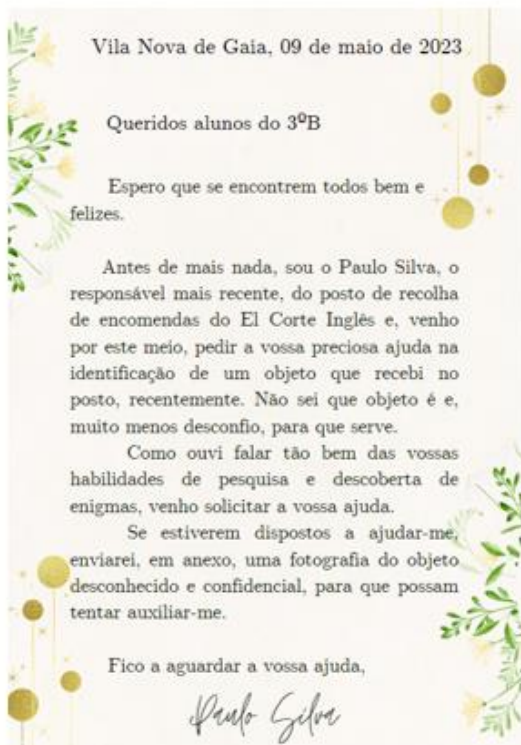 Vila Nova de Gaia, 09 de maio de 2023
Queridos alunos do 3ºB
Espero que se encontrem todos bem e
felizes.
Antes de mais nada, sou o Paulo Silva, o
responsável mais recente, do posto de recolha
de encomendas do El Corte Inglês e, venho
por este meio, pedir a vossa preciosa ajuda na
identificação de um objeto que recebi no
posto, recentemente. Não sei que objeto é e,
muito menos desconfio, para que serve.
Como ouvi falar tão bem das vossas
habilidades de pesquisa e descoberta de
enigmas, venho solicitar a vossa ajuda.
Se estiverem dispostos a ajudar-me,
enviarei, em anexo, uma fotografia do objeto
desconhecido e confidencial, para que possam
tentar auxiliar-me.
Fico a aguardar a vossa ajuda,
Paulo Silva